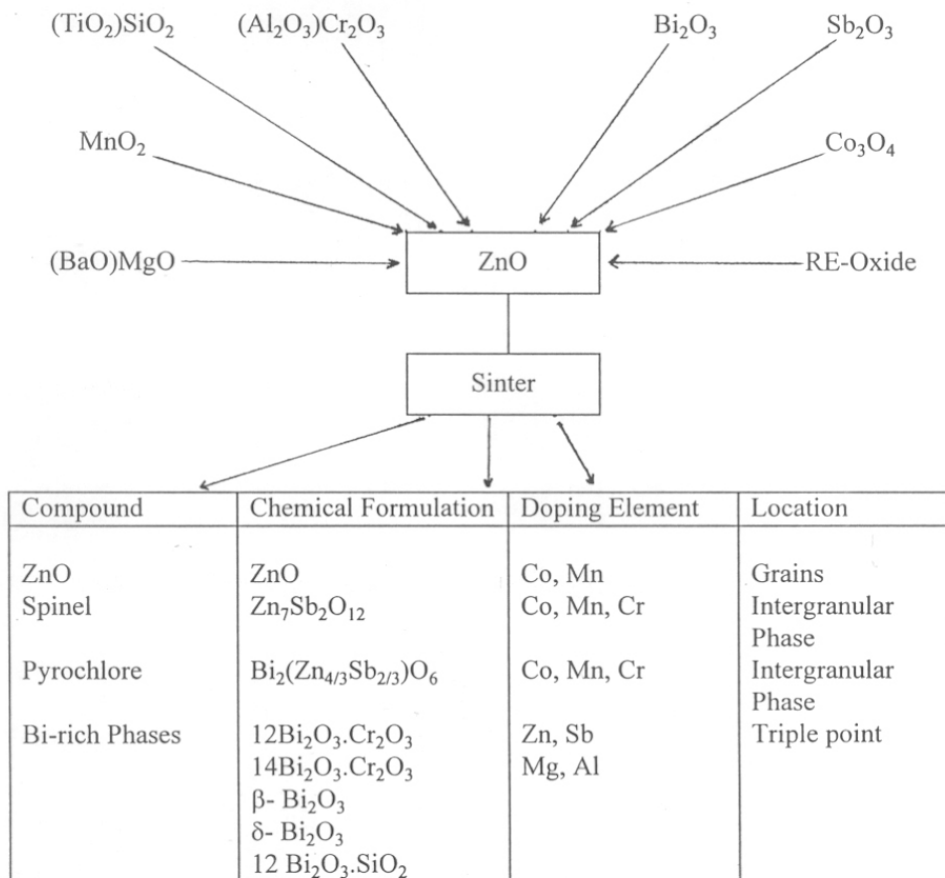 (TiO₂)SiO₂ (Al₂O₃)Cr₂O₃ Bi₂O₃ Sb₂O₃
MnO₂ Co₃O₄
(BaO)MgO ZnO RE-Oxide
Sinter
Compound Chemical Formulation Doping Element Location
ZnO ZnO Co, Mn Grains
Spinel Zn₇Sb₂O₁₂ Co, Mn, Cr Intergranular
Phase
Pyrochlore Bi₂(Zn₄/₃Sb₂/₃)O₆ Co, Mn, Cr Intergranular
Phase
Bi-rich Phases 12Bi₂O₃.Cr₂O₃ Zn, Sb Triple point
14Bi₂O₃.Cr₂O₃ Mg, Al
β- Bi₂O₃
δ- Bi₂O₃
12 Bi₂O₃.SiO₂